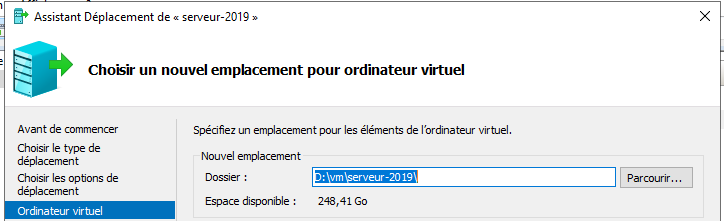 Assistant Déplacement de « serveur-2019 »
Choisir un nouvel emplacement pour ordinateur virtuel
Avant de commencer
Choisir le type de
déplacement
Choisir les options de
déplacement
Ordinateur virtuel
Spécifiez un emplacement pour les éléments de l'ordinateur virtuel.
Nouvel emplacement
Dossier : D:\vm\serveur-2019\ Parcourir...
Espace disponible : 248,41 Go